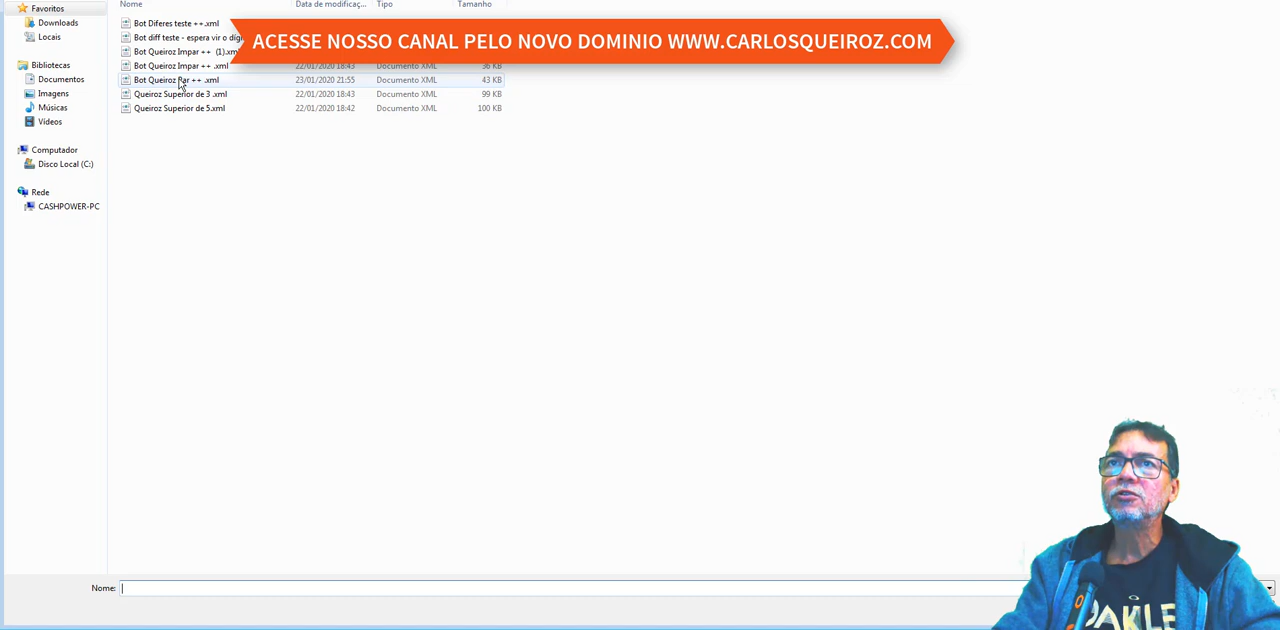 Favoritos
Downloads
Locais
Bibliotecas
Documentos
Imagens
Músicas
Vídeos
Computador
Disco Local (C:)
Rede
CASHPOWER-PC
Nome Data de modificaç... Tipo Tamanho
Bot Diferes teste ++.xml
Bot diff teste - espera vir o
Bot Queiroz Impar ++ (1).xml
Bot Queiroz Impar ++ .xml 22/01/2020 18:43 Documento XML 36 KB
Bot Queiroz Par ++ .xml 23/01/2020 21:55 Documento XML 43 KB
Queiroz Superior de 3 .xml 22/01/2020 18:43 Documento XML 99 KB
Queiroz Superior de 5.xml 22/01/2020 18:42 Documento XML 100 KB
ACESSE NOSSO CANAL PELO NOVO DOMINIO WWW.CARLOSQUEIROZ.COM
Nome:
OAKLE